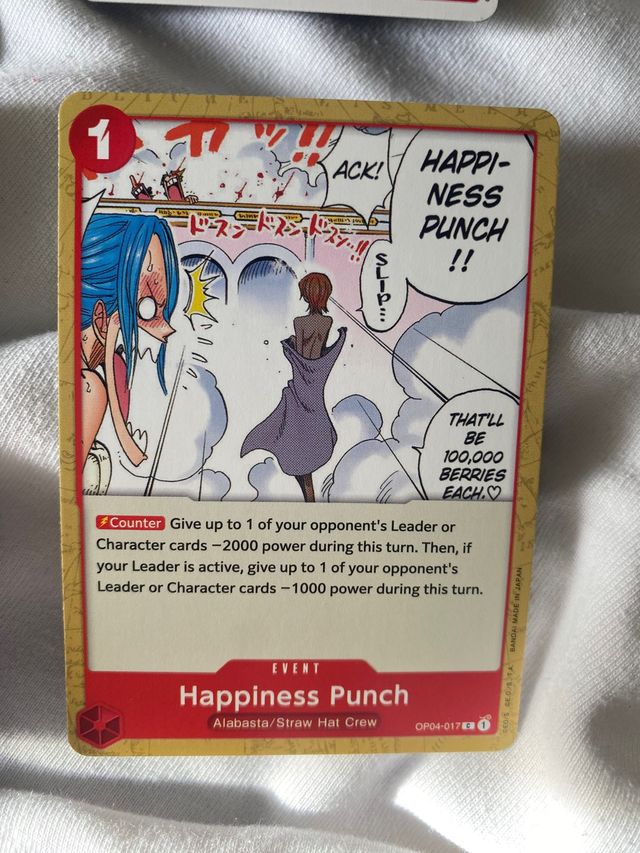 1
ガッ!!
ACK!
HAPPI-
NESS
PUNCH
!!
ドスンドスンドスン!!
SLIP...
THAT'LL
BE
100,000
BERRIES
EACH.♡
Counter Give up to 1 of your opponent's Leader or
Character cards −2000 power during this turn. Then, if
your Leader is active, give up to 1 of your opponent's
Leader or Character cards −1000 power during this turn.
EVENT
Happiness Punch
Alabasta/Straw Hat Crew
OP04-017 C 1
BANDAI MADE IN JAPAN